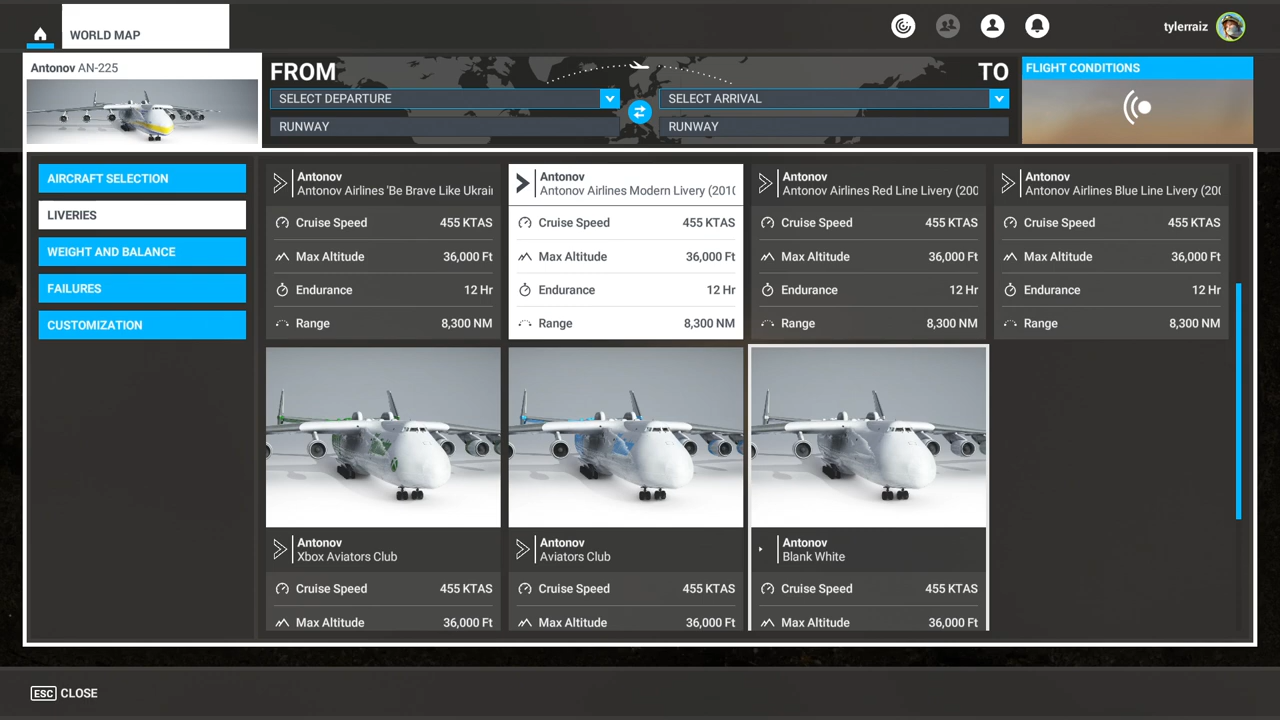 WORLD MAP
tylerraiz
Antonov AN-225
FROM
TO
SELECT DEPARTURE
SELECT ARRIVAL
RUNWAY
RUNWAY
FLIGHT CONDITIONS
AIRCRAFT SELECTION
LIVERIES
WEIGHT AND BALANCE
FAILURES
CUSTOMIZATION
Antonov
Antonov Airlines 'Be Brave Like Ukrai
Cruise Speed 455 KTAS
Max Altitude 36,000 Ft
Endurance 12 Hr
Range 8,300 NM
Antonov
Antonov Airlines Modern Livery (2010
Cruise Speed 455 KTAS
Max Altitude 36,000 Ft
Endurance 12 Hr
Range 8,300 NM
Antonov
Antonov Airlines Red Line Livery (200
Cruise Speed 455 KTAS
Max Altitude 36,000 Ft
Endurance 12 Hr
Range 8,300 NM
Antonov
Antonov Airlines Blue Line Livery (200
Cruise Speed 455 KTAS
Max Altitude 36,000 Ft
Endurance 12 Hr
Range 8,300 NM
Antonov
Xbox Aviators Club
Cruise Speed 455 KTAS
Max Altitude 36,000 Ft
Antonov
Aviators Club
Cruise Speed 455 KTAS
Max Altitude 36,000 Ft
Antonov
Blank White
Cruise Speed 455 KTAS
Max Altitude 36,000 Ft
ESC CLOSE